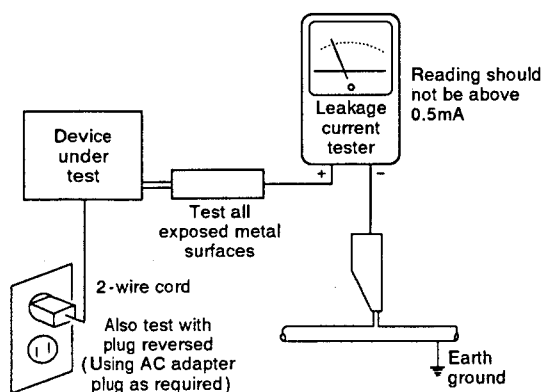 Reading should
not be above
0.5mA
Leakage
current
tester
+
-
Device
under
test
Test all
exposed metal
surfaces
2-wire cord
Also test with
plug reversed
(Using AC adapter
plug as required)
Earth
ground